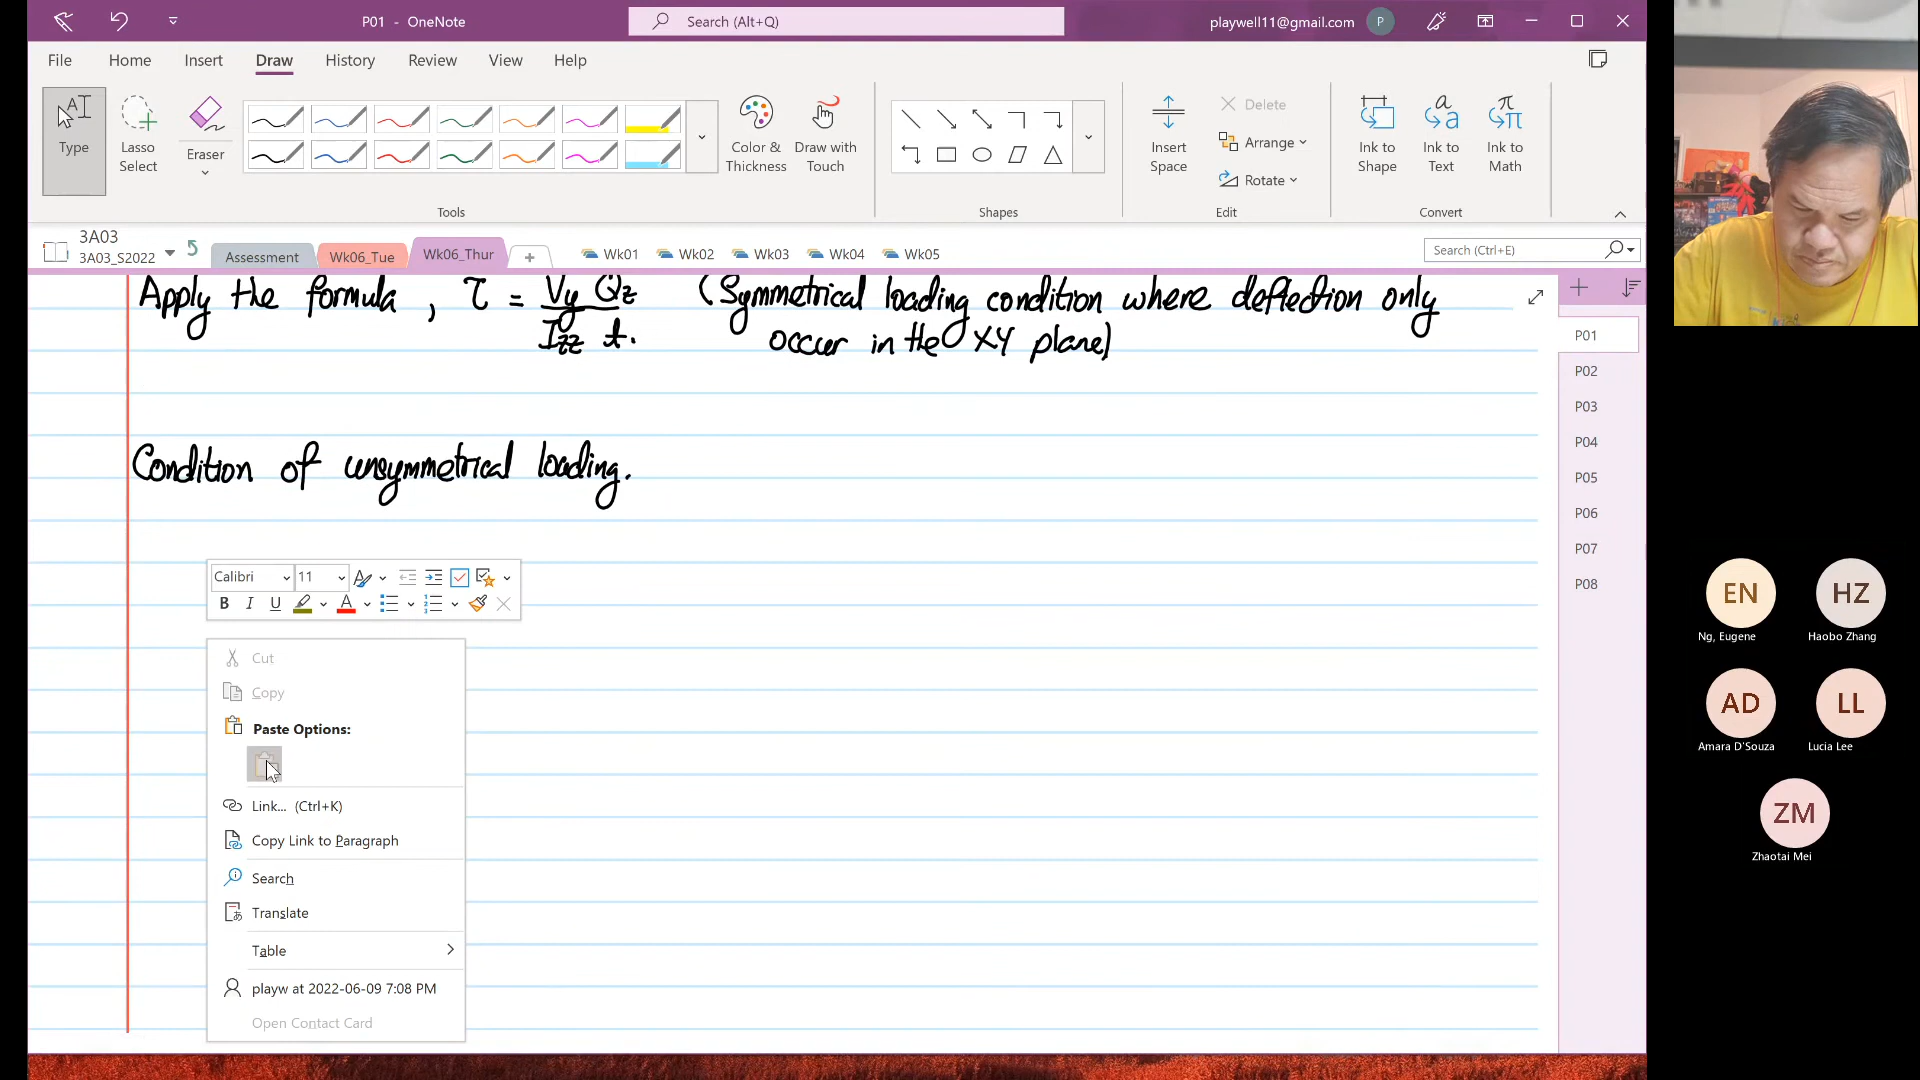 P01 - OneNote
Search (Alt+Q)
playwell11@gmail.com
P
File
Home
Insert
Draw
History
Review
View
Help
Type
Lasso Select
Eraser
Color & Thickness
Draw with Touch
Insert Space
Delete
Arrange
Rotate
Ink to Shape
Ink to Text
Ink to Math
Tools
Shapes
Edit
Convert
3A03
3A03_S2022
Assessment
Wk06_Tue
Wk06_Thur
Wk01
Wk02
Wk03
Wk04
Wk05
Search (Ctrl+E)
Apply the formula, τ = Vy Qz / Izz t. (Symmetrical loading condition where deflection only
occur in the XY plane)
Condition of unsymmetrical loading.
Calibri
11
B I U A
Cut
Copy
Paste Options:
Link... (Ctrl+K)
Copy Link to Paragraph
Search
Translate
Table
playw at 2022-06-09 7:08 PM
Open Contact Card
P01
P02
P03
P04
P05
P06
P07
P08
EN
Ng, Eugene
HZ
Haobo Zhang
AD
Amara D'Souza
LL
Lucia Lee
ZM
Zhaotai Mei